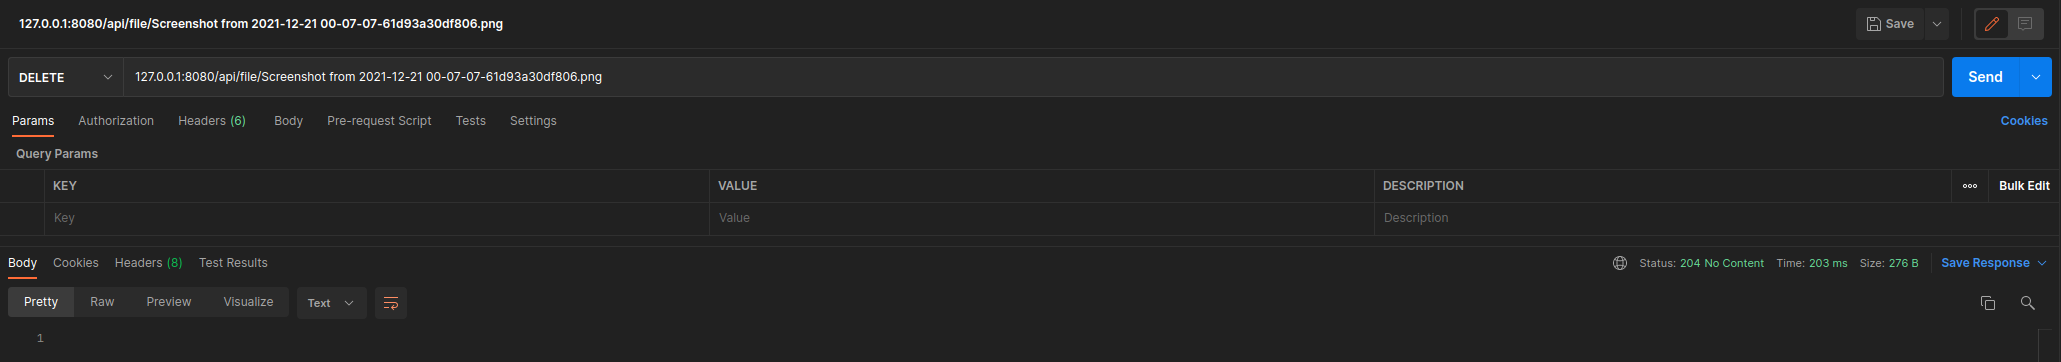 127.0.0.1:8080/api/file/Screenshot from 2021-12-21 00-07-07-61d93a30df806.png
Save
DELETE
127.0.0.1:8080/api/file/Screenshot from 2021-12-21 00-07-07-61d93a30df806.png
Send
Params Authorization Headers (6) Body Pre-request Script Tests Settings Cookies
Query Params
KEY VALUE DESCRIPTION Bulk Edit
Key Value Description
Body Cookies Headers (8) Test Results Status: 204 No Content Time: 203 ms Size: 276 B Save Response
Pretty Raw Preview Visualize Text
1